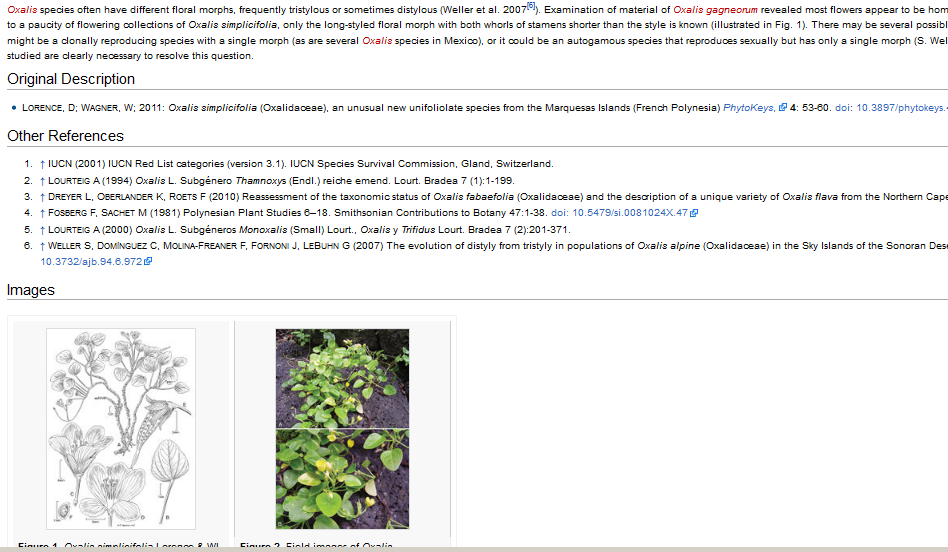 Oxalis species often have different floral morphs, frequently tristylous or sometimes distylous (Weller et al. 2007[6]). Examination of material of Oxalis gagneorum revealed most flowers appear to be hom
to a paucity of flowering collections of Oxalis simplicifolia, only the long-styled floral morph with both whorls of stamens shorter than the style is known (illustrated in Fig. 1). There may be several possibl
might be a clonally reproducing species with a single morph (as are several Oxalis species in Mexico), or it could be an autogamous species that reproduces sexually but has only a single morph (S. Wel
studied are clearly necessary to resolve this question.
Original Description
• LORENCE, D; WAGNER, W; 2011: Oxalis simplicifolia (Oxalidaceae), an unusual new unifoliolate species from the Marquesas Islands (French Polynesia) PhytoKeys, 4: 53-60. doi: 10.3897/phytokeys.
Other References
1. ↑ IUCN (2001) IUCN Red List categories (version 3.1). IUCN Species Survival Commission, Gland, Switzerland.
2. ↑ LOURTEIG A (1994) Oxalis L. Subgénero Thamnoxys (Endl.) reiche emend. Lourt. Bradea 7 (1):1-199.
3. ↑ DREYER L, OBERLANDER K, ROETS F (2010) Reassessment of the taxonomic status of Oxalis fabaefolia (Oxalidaceae) and the description of a unique variety of Oxalis flava from the Northern Cape
4. ↑ FOSBERG F, SACHET M (1981) Polynesian Plant Studies 6–18. Smithsonian Contributions to Botany 47:1-38. doi: 10.5479/si.0081024X.47
5. ↑ LOURTEIG A (2000) Oxalis L. Subgéneros Monoxalis (Small) Lourt., Oxalis y Trifidus Lourt. Bradea 7 (2):201-371.
6. ↑ WELLER S, DOMÍNGUEZ C, MOLINA-FREANER F, FORNONI J, LEBUHN G (2007) The evolution of distyly from tristyly in populations of Oxalis alpine (Oxalidaceae) in the Sky Islands of the Sonoran Des
10.3732/ajb.94.6.972
Images
Figure 1. Oxalis simplicifolia Lorence & W
Figure 2. Field images of Oxalis